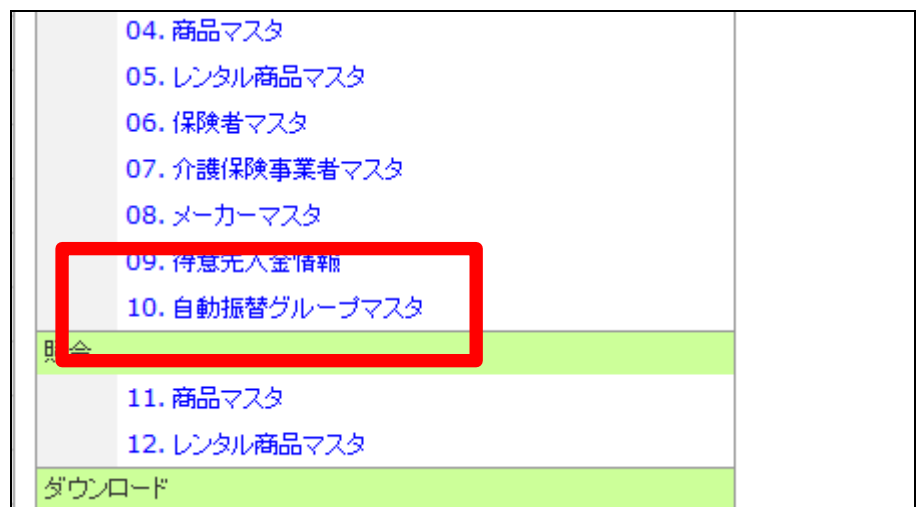 04. 商品マスタ
05. レンタル商品マスタ
06. 保険者マスタ
07. 介護保険事業者マスタ
08. メーカーマスタ
09. 得意先入金情報
10. 自動振替グループマスタ
照会
11. 商品マスタ
12. レンタル商品マスタ
ダウンロード